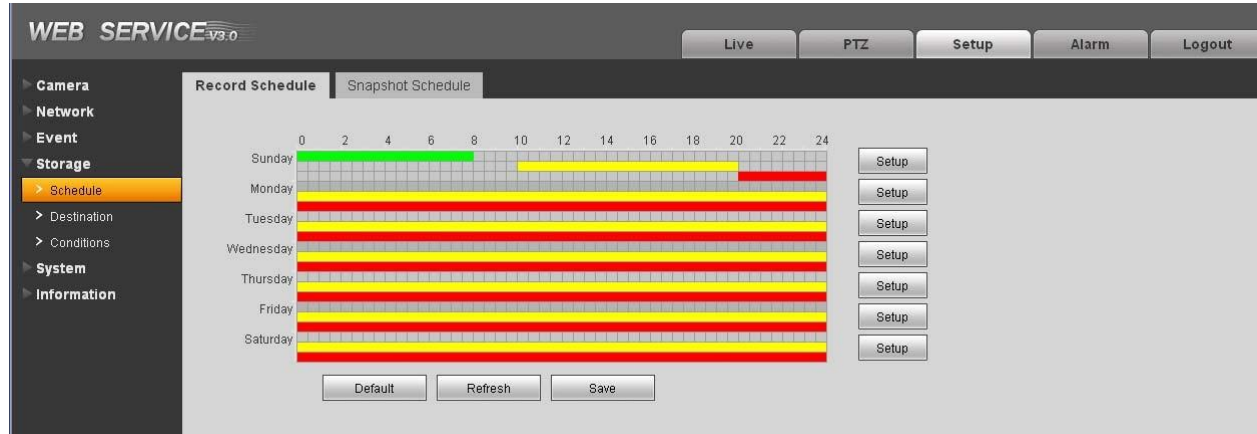 WEB SERVICE V3.0
Live PTZ Setup Alarm Logout
Camera
Network
Event
Storage
> Schedule
> Destination
> Conditions
System
Information
Record Schedule Snapshot Schedule
0 2 4 6 8 10 12 14 16 18 20 22 24
Sunday Setup
Monday Setup
Tuesday Setup
Wednesday Setup
Thursday Setup
Friday Setup
Saturday Setup
Default Refresh Save